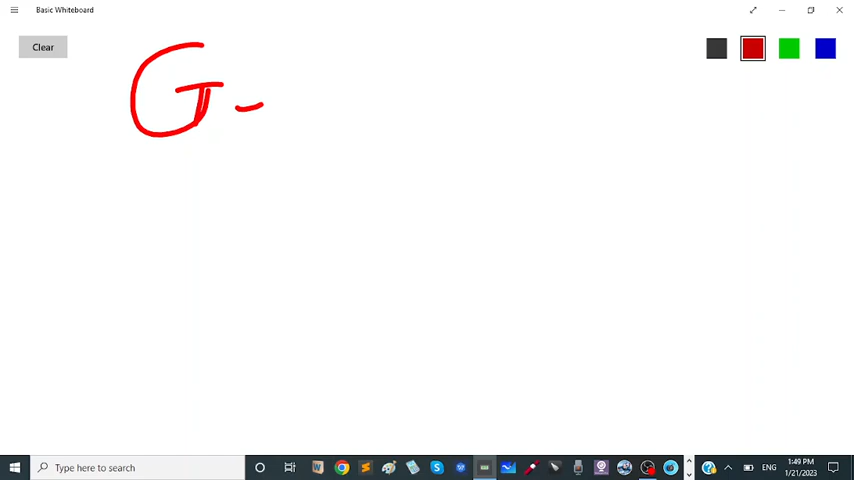 Basic Whiteboard
Clear
G-
Type here to search
ENG
1:49 PM
1/21/2023